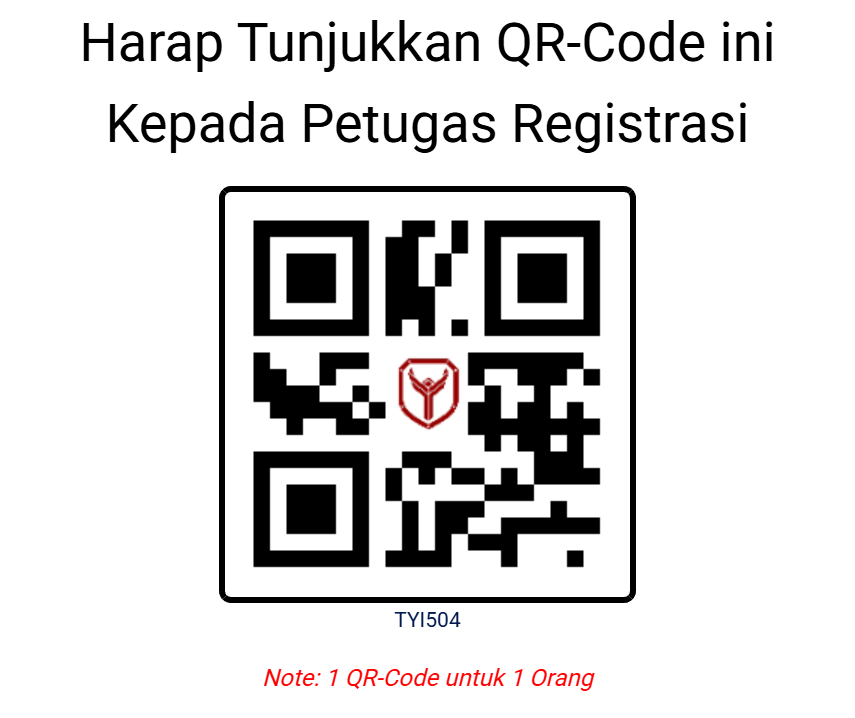 Harap Tunjukkan QR-Code ini
Kepada Petugas Registrasi
TYI504
Note: 1 QR-Code untuk 1 Orang